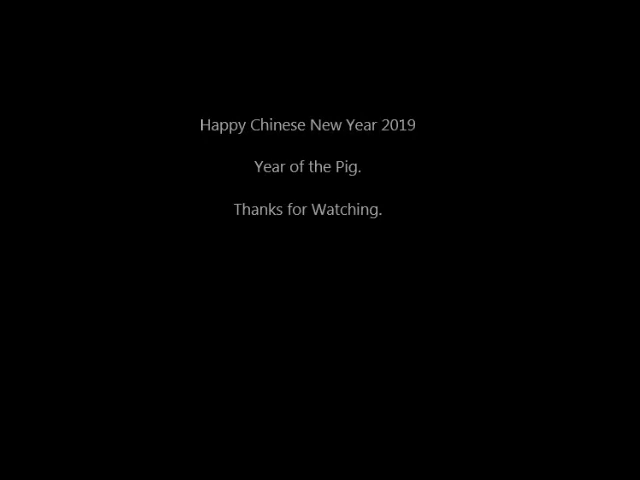 Happy Chinese New Year 2019
Year of the Pig.
Thanks for Watching.